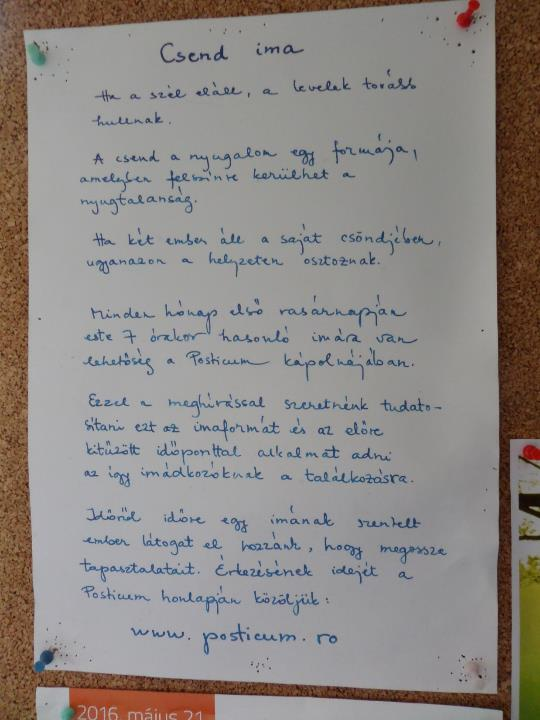 Csend ima
Ha a szél eláll, a levelek tovább
hullnak.
A csend a nyugalom egy formája,
amelyben felszínre kerülhet a
nyugtalanság.
Ha két ember áll a saját csöndjében,
ugyanazon a helyzeten osztoznak.
Minden hónap első vasárnapján
este 7 órakor hasonló imára van
lehetőség a Posticum kápolnájában.
Ezzel a meghívással szeretnénk tudato-
sítani ezt az imaformát és az előre
kitűzött időponttal alkalmat adni
az így imádkozóknak a találkozásra.
Időről időre egy imának szentelt
ember látogat el hozzánk, hogy megossza
tapasztalatait. Érkezésének idejét a
Posticum honlapján közöljük:
www.posticum.ro
2016. május 21